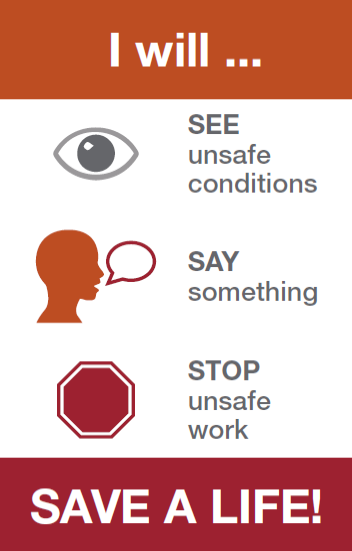 I will ...
SEE
unsafe
conditions
SAY
something
STOP
unsafe
work
SAVE A LIFE!